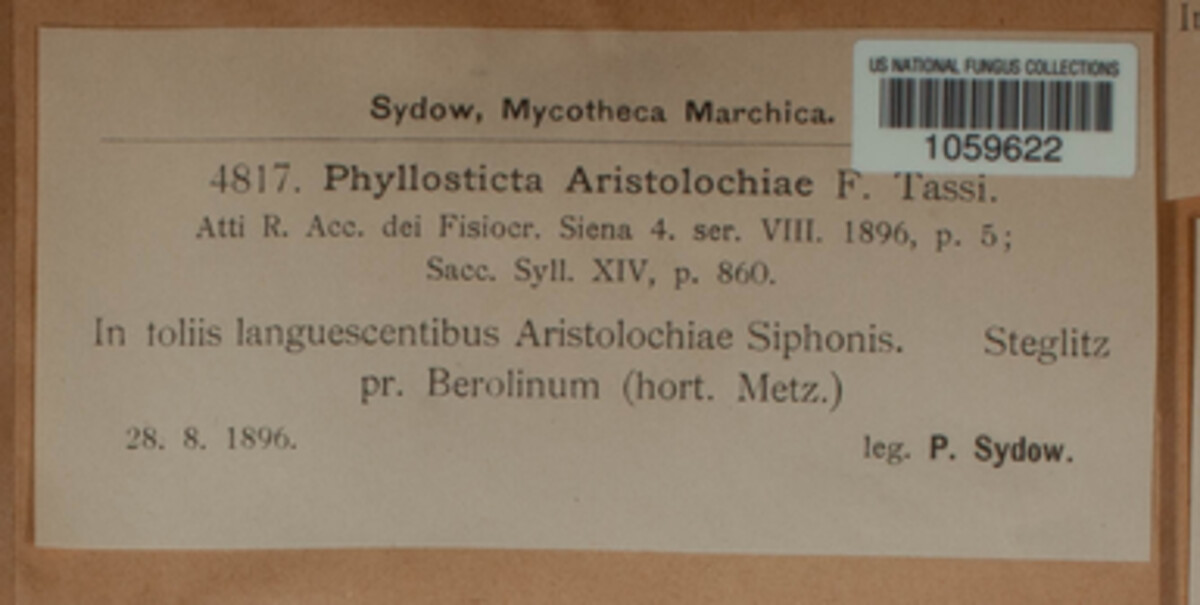 US NATIONAL FUNGUS COLLECTIONS
1059622
Sydow, Mycotheca Marchica.
4817. Phyllosticta Aristolochiae F. Tassi.
Atti R. Acc. dei Fisiocr. Siena 4. ser. VIII. 1896, p. 5;
Sacc. Syll. XIV, p. 860.
In toliis languescentibus Aristolochiae Siphonis. Steglitz
pr. Berolinum (hort. Metz.)
28. 8. 1896.
leg. P. Sydow.